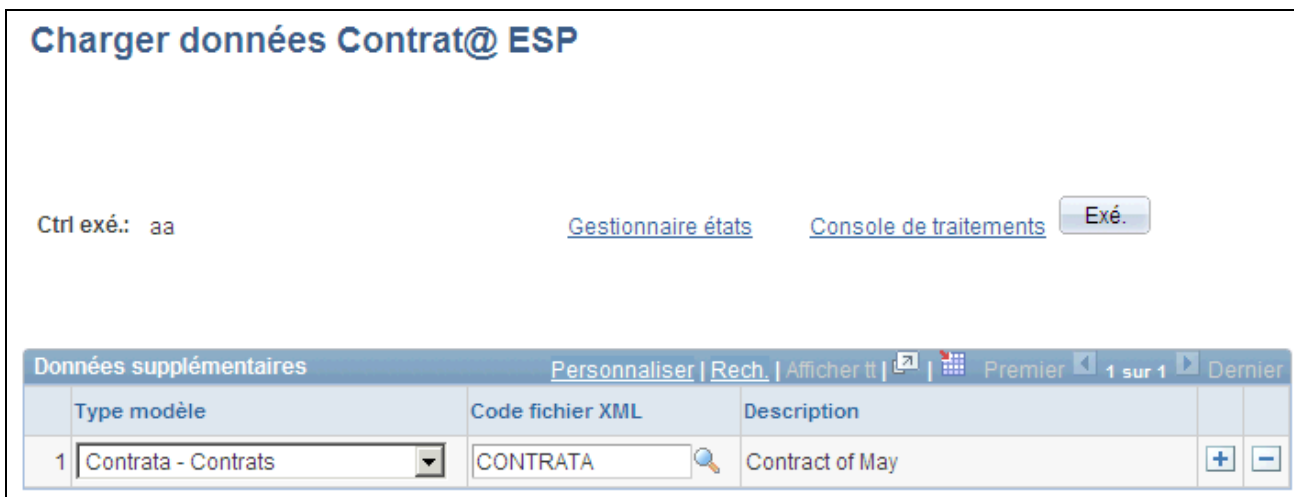 Charger données Contrat@ ESP
Ctrl exé.: aa Gestionnaire états Console de traitements Exé.
Données supplémentaires Personnaliser | Rech. | Afficher tt | | Premier 1 sur 1 Dernier
Type modèle Code fichier XML Description
1 Contrata - Contrats CONTRATA Contract of May